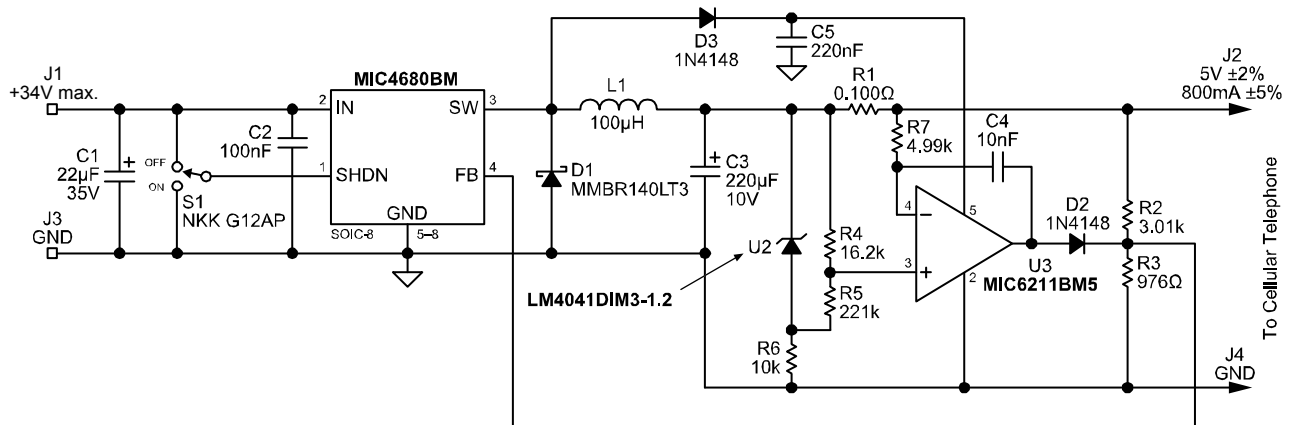 J1
+34V max.
C1
22µF
35V
+
J3
GND
OFF
ON
S1
NKK G12AP
C2
100nF
MIC4680BM
2
IN
SW
3
1
SHDN
FB
4
GND
SOIC-8
5–8
D3
1N4148
C5
220nF
L1
100µH
D1
MMBR140LT3
+
C3
220µF
10V
U2
LM4041DIM3-1.2
R1
0.100Ω
R4
16.2k
R5
221k
R6
10k
R7
4.99k
C4
10nF
4
−
5
3
+
2
U3
MIC6211BM5
D2
1N4148
R2
3.01k
R3
976Ω
J2
5V ±2%
800mA ±5%
J4
GND
To Cellular Telephone